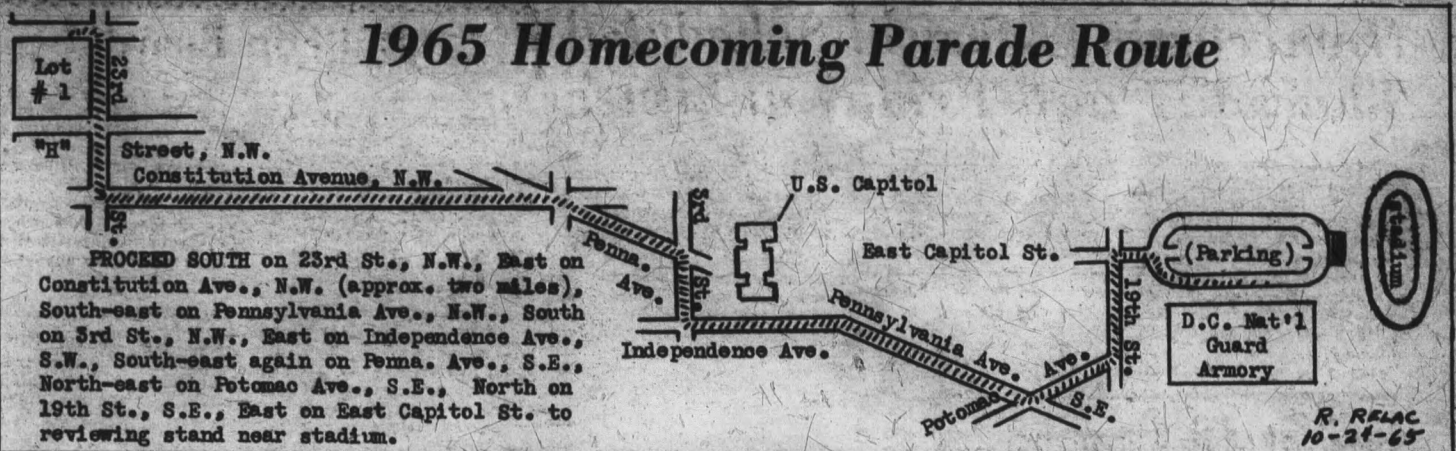 1965 Homecoming Parade Route
Lot
# 1
23rd
"H"
Street, N.W.
Constitution Avenue, N.W.
St.
Penna.
Ave.
3rd
St.
U.S. Capitol
Independence Ave.
East Capitol St.
Pennsylvania Ave.
Potomac
Ave.
S.E.
19th St.
(Parking)
Stadium
D.C. Nat'l
Guard
Armory
PROCEED SOUTH on 23rd St., N.W., East on
Constitution Ave., N.W. (approx. two miles),
South-east on Pennsylvania Ave., N.W., South
on 3rd St., N.W., East on Independence Ave.,
S.W., South-east again on Penna. Ave., S.E.,
North-east on Potomac Ave., S.E., North on
19th St., S.E., East on East Capitol St. to
reviewing stand near stadium.
R. RELAC
10-24-65